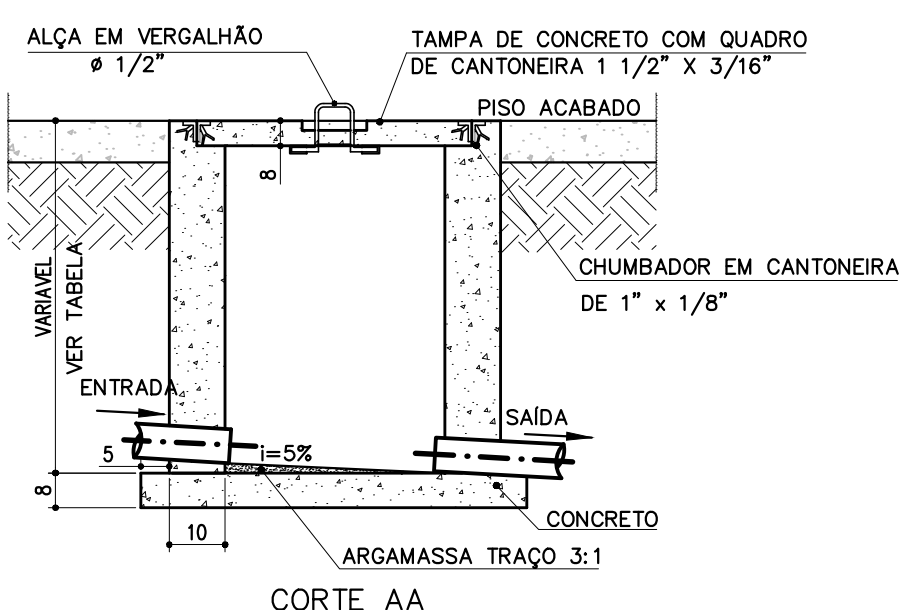 ALÇA EM VERGALHÃO
ø 1/2”
TAMPA DE CONCRETO COM QUADRO
DE CANTONEIRA 1 1/2” X 3/16”
PISO ACABADO
8
CHUMBADOR EM CANTONEIRA
DE 1” x 1/8”
VARIAVEL
VER TABELA
ENTRADA
SAÍDA
5
i=5%
8
10
CONCRETO
ARGAMASSA TRAÇO 3:1
CORTE AA